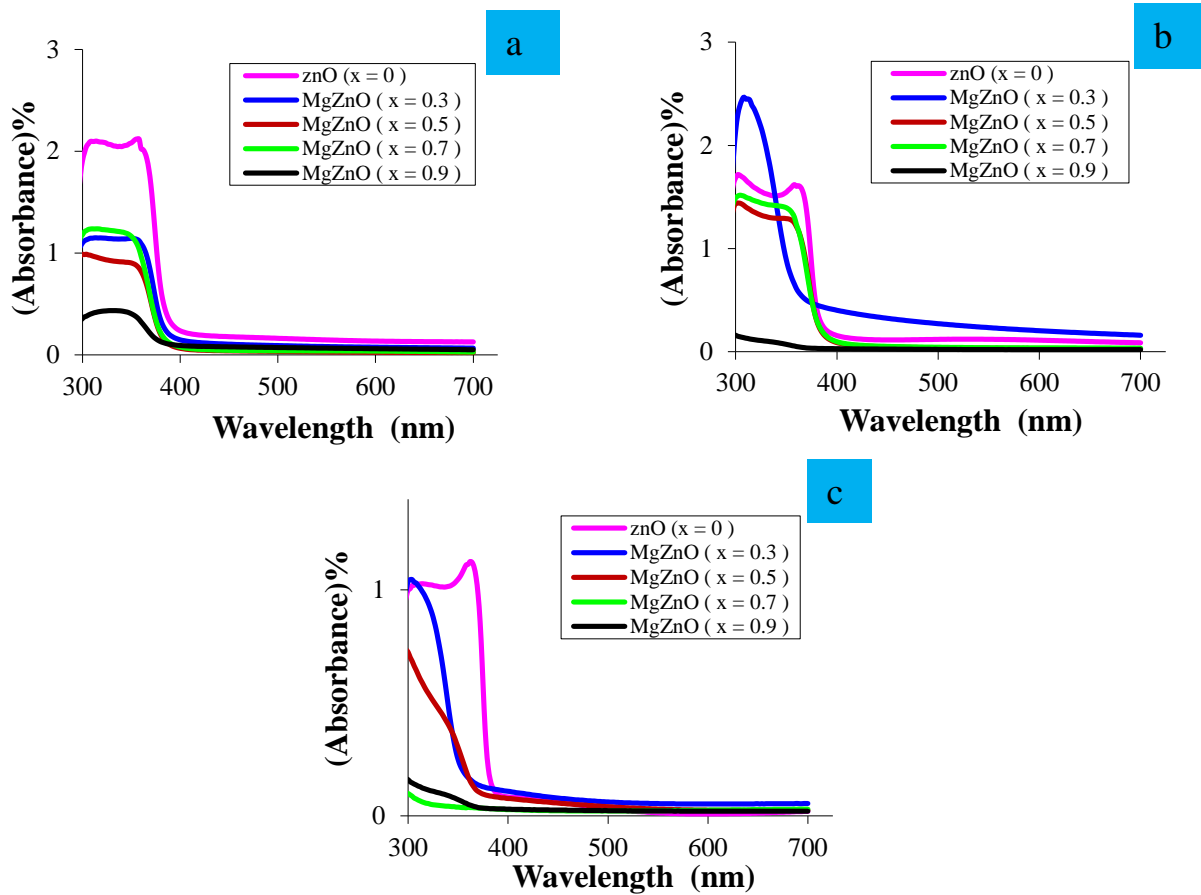 a
(Absorbance)%
3
2
1
0
znO (x = 0 )
MgZnO ( x = 0.3 )
MgZnO ( x = 0.5 )
MgZnO ( x = 0.7 )
MgZnO ( x = 0.9 )
300 400 500 600 700
Wavelength (nm)
b
(Absorbance)%
3
2
1
0
znO (x = 0 )
MgZnO ( x = 0.3 )
MgZnO ( x = 0.5 )
MgZnO ( x = 0.7 )
MgZnO ( x = 0.9 )
300 400 500 600 700
Wavelength (nm)
c
(Absorbance)%
1
0
znO (x = 0 )
MgZnO ( x = 0.3 )
MgZnO ( x = 0.5 )
MgZnO ( x = 0.7 )
MgZnO ( x = 0.9 )
300 400 500 600 700
Wavelength (nm)